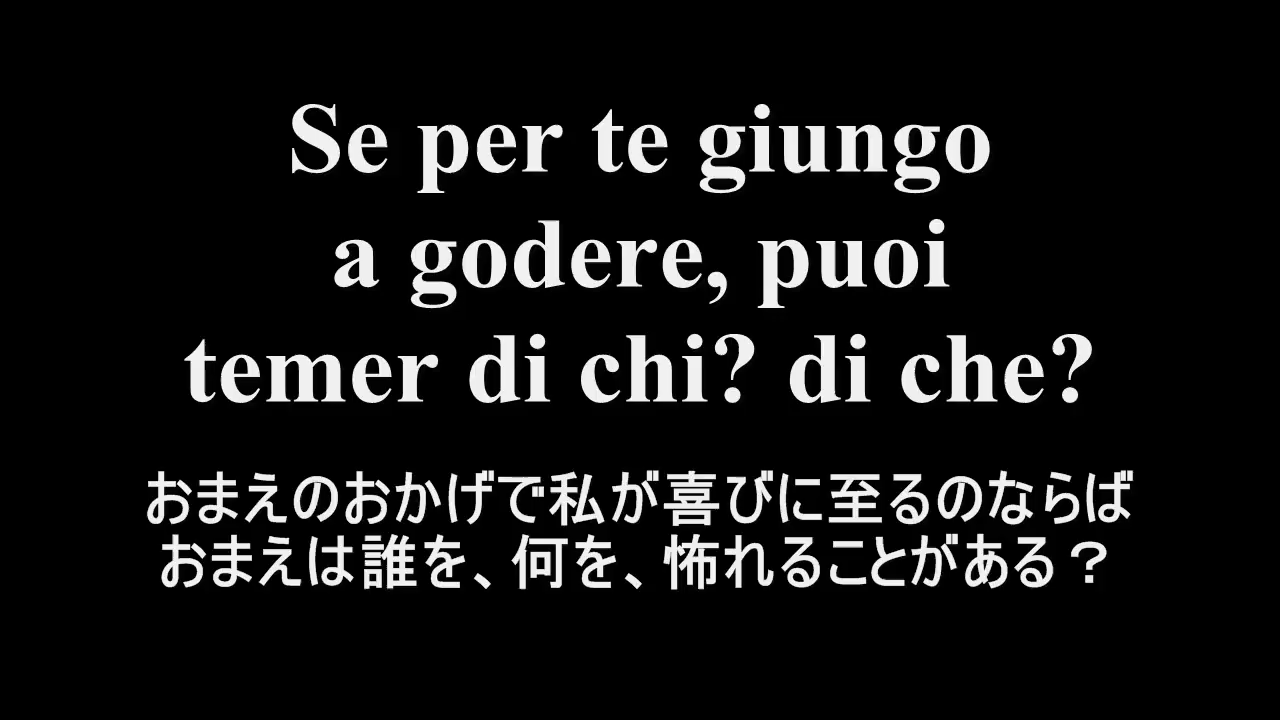 Se per te giungo
a godere, puoi
temer di chi? di che?
おまえのおかげで私が喜びに至るのならば
おまえは誰を、何を、怖れることがある？